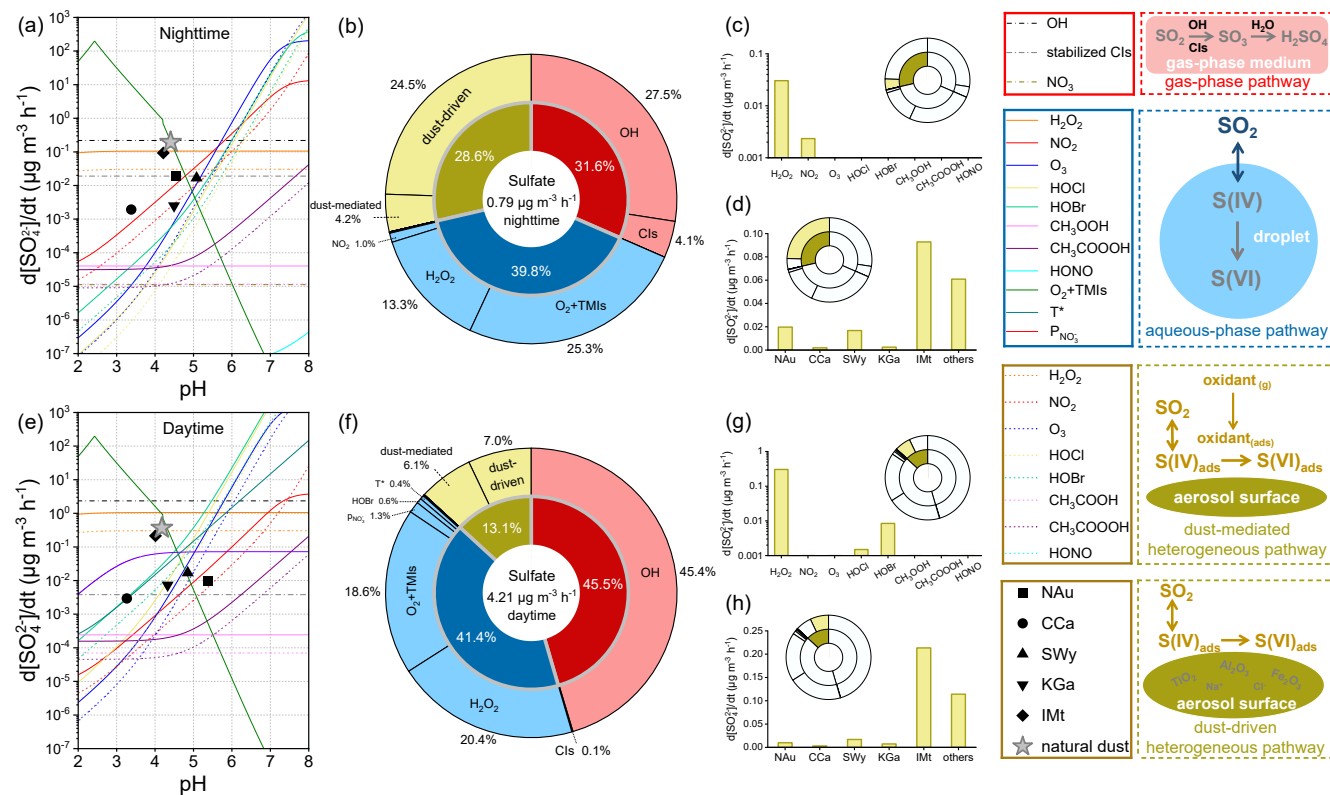 (a)
Nighttime
d[SO₄²⁻]/dt (µg m⁻³ h⁻¹)
10³
10²
10¹
10⁰
10⁻¹
10⁻²
10⁻³
10⁻⁴
10⁻⁵
10⁻⁶
10⁻⁷
2 3 4 5 6 7 8
pH
(b)
24.5%
27.5%
dust-driven
OH
28.6%
31.6%
Sulfate
0.79 µg m⁻³ h⁻¹
nighttime
dust-mediated
4.2%
NO₂ 1.0%
CIs
4.1%
39.8%
H₂O₂
13.3%
O₂+TMIs
25.3%
(c)
d[SO₄²⁻]/dt (µg m⁻³ h⁻¹)
0.1
0.01
0.001
H₂O₂ NO₂ O₃ HOCl HOBr CH₃OOH CH₃COOOH HONO
(d)
d[SO₄²⁻]/dt (µg m⁻³ h⁻¹)
0.10
0.08
0.06
0.04
0.02
0.00
NAu CCa SWy KGa IMt others
(e)
Daytime
d[SO₄²⁻]/dt (µg m⁻³ h⁻¹)
10³
10²
10¹
10⁰
10⁻¹
10⁻²
10⁻³
10⁻⁴
10⁻⁵
10⁻⁶
10⁻⁷
2 3 4 5 6 7 8
pH
(f)
7.0%
dust-mediated
6.1%
dust-
driven
T* 0.4%
HOBr 0.6%
P_NO₃⁻ 1.3%
13.1%
OH
45.4%
45.5%
Sulfate
4.21 µg m⁻³ h⁻¹
daytime
18.6%
O₂+TMIs
41.4%
H₂O₂
20.4%
CIs 0.1%
(g)
d[SO₄²⁻]/dt (µg m⁻³ h⁻¹)
1
0.1
0.01
0.001
H₂O₂ NO₂ O₃ HOCl HOBr CH₃OOH CH₃COOOH HONO
(h)
d[SO₄²⁻]/dt (µg m⁻³ h⁻¹)
0.25
0.20
0.15
0.10
0.05
0.00
NAu CCa SWy KGa IMt others
OH
stabilized CIs
NO₃
SO₂ OH CIs SO₃ H₂O H₂SO₄
gas-phase medium
gas-phase pathway
H₂O₂
NO₂
O₃
HOCl
HOBr
CH₃OOH
CH₃COOOH
HONO
O₂+TMIs
T*
P_NO₃⁻
SO₂
S(IV)
droplet
S(VI)
aqueous-phase pathway
H₂O₂
NO₂
O₃
HOCl
HOBr
CH₃COOH
CH₃COOOH
HONO
oxidant (g)
SO₂
oxidant(ads)
S(IV)ads S(VI)ads
aerosol surface
dust-mediated
heterogeneous pathway
NAu
CCa
SWy
KGa
IMt
natural dust
SO₂
S(IV)ads S(VI)ads
TiO₂ Al₂O₃ Fe₂O₃
Na⁺ Cl⁻
aerosol surface
dust-driven
heterogeneous pathway